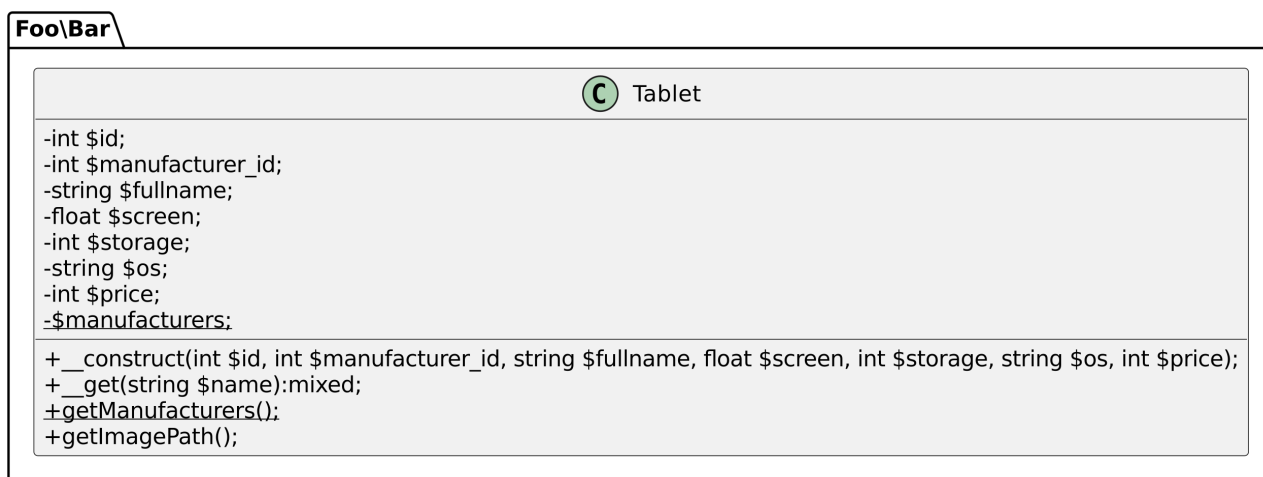 Foo\Bar
C Tablet
-int $id;
-int $manufacturer_id;
-string $fullname;
-float $screen;
-int $storage;
-string $os;
-int $price;
-$manufacturers;
+__construct(int $id, int $manufacturer_id, string $fullname, float $screen, int $storage, string $os, int $price);
+__get(string $name):mixed;
+getManufacturers();
+getImagePath();